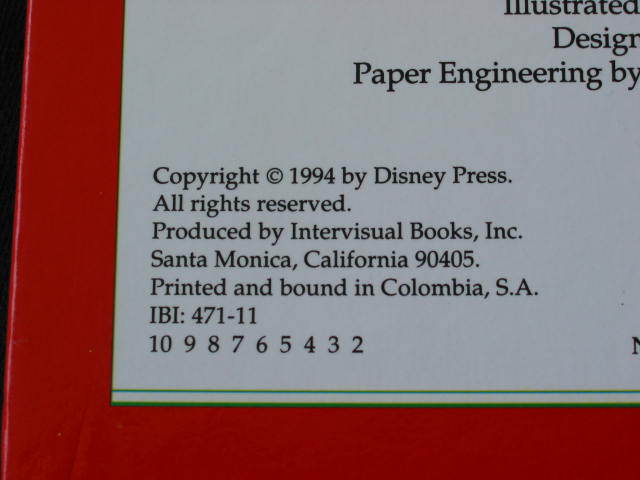 Illustrated
Design
Paper Engineering by
Copyright © 1994 by Disney Press.
All rights reserved.
Produced by Intervisual Books, Inc.
Santa Monica, California 90405.
Printed and bound in Colombia, S.A.
IBI: 471-11
10 9 8 7 6 5 4 3 2